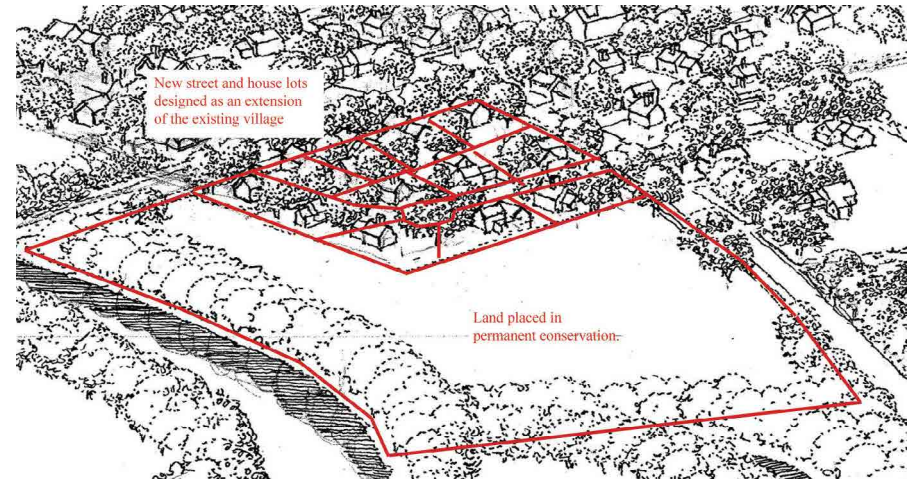 New street and house lots
designed as an extension
of the existing village
Land placed in
permanent conservation.